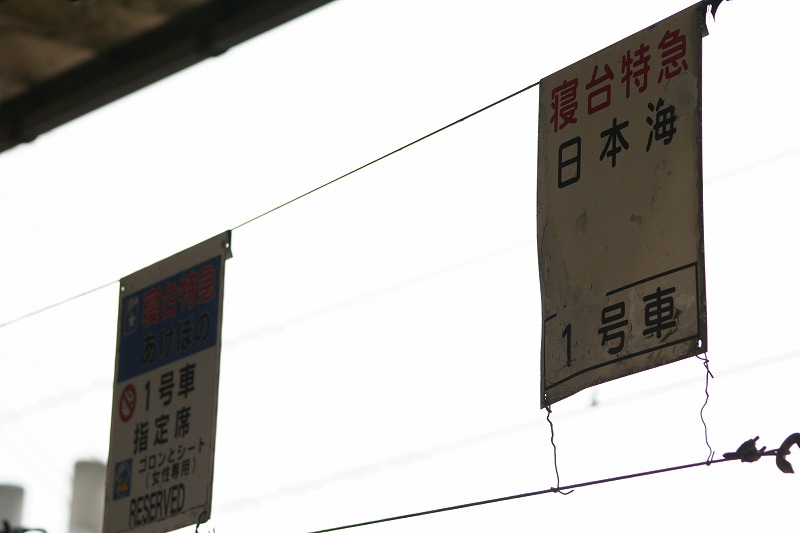 寝台特急
日本海
1号車
寝台特急
あけぼの
1号車
指定席
ゴロンとシート
(女性専用)
RESERVED